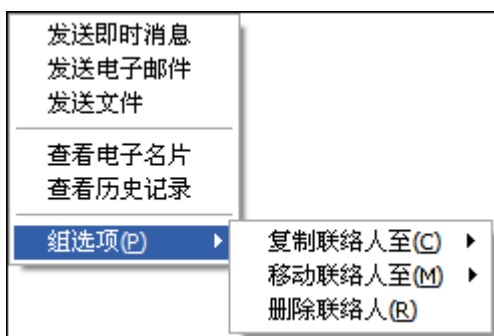 发送即时消息
发送电子邮件
发送文件
查看电子名片
查看历史记录
组选项(P)
复制联络人至(C)
移动联络人至(M)
删除联络人(R)